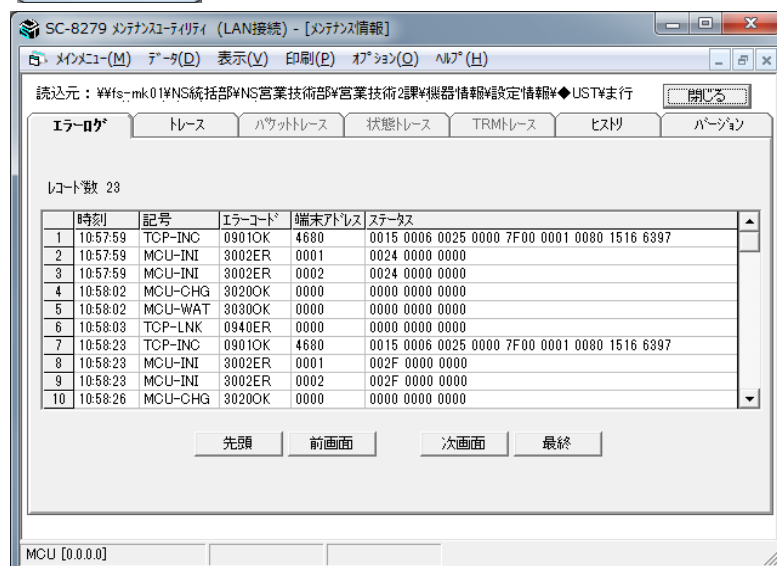 SC-8279 ﾒﾝﾃﾅﾝｽﾕｰﾃｨﾘﾃｨ (LAN接続) - [ﾒﾝﾃﾅﾝｽ情報]
ﾒｲﾝﾒﾆｭｰ(M) ﾃﾞｰﾀ(D) 表示(V) 印刷(P) ｵﾌﾟｼｮﾝ(O) ﾍﾙﾌﾟ(H)
読込元：¥¥fs-mk01¥NS統括部¥NS営業技術部¥営業技術2課¥機器情報¥設定情報¥◆UST¥末行 閉じる
ｴﾗｰﾛｸﾞ ﾄﾚｰｽ ﾊﾟｹｯﾄﾄﾚｰｽ 状態ﾄﾚｰｽ TRMﾄﾚｰｽ ﾋｽﾄﾘ ﾊﾞｰｼﾞｮﾝ
ﾚｺｰﾄﾞ数 23
時刻 記号 ｴﾗｰｺｰﾄﾞ 端末ｱﾄﾞﾚｽ ｽﾃｰﾀｽ
1 10:57:59 TCP-INC 0901OK 4680 0015 0006 0025 0000 7F00 0001 0080 1516 6397
2 10:57:59 MCU-INI 3002ER 0001 0024 0000 0000
3 10:57:59 MCU-INI 3002ER 0002 0024 0000 0000
4 10:58:02 MCU-CHG 3020OK 0000 0000 0000 0000
5 10:58:02 MCU-WAT 3030OK 0000 0000 0000 0000
6 10:58:03 TCP-LNK 0940ER 0000 0000 0000 0000
7 10:58:23 TCP-INC 0901OK 4680 0015 0006 0025 0000 7F00 0001 0080 1516 6397
8 10:58:23 MCU-INI 3002ER 0001 002F 0000 0000
9 10:58:23 MCU-INI 3002ER 0002 002F 0000 0000
10 10:58:26 MCU-CHG 3020OK 0000 0000 0000 0000
先頭 前画面 次画面 最終
MCU [0.0.0.0]